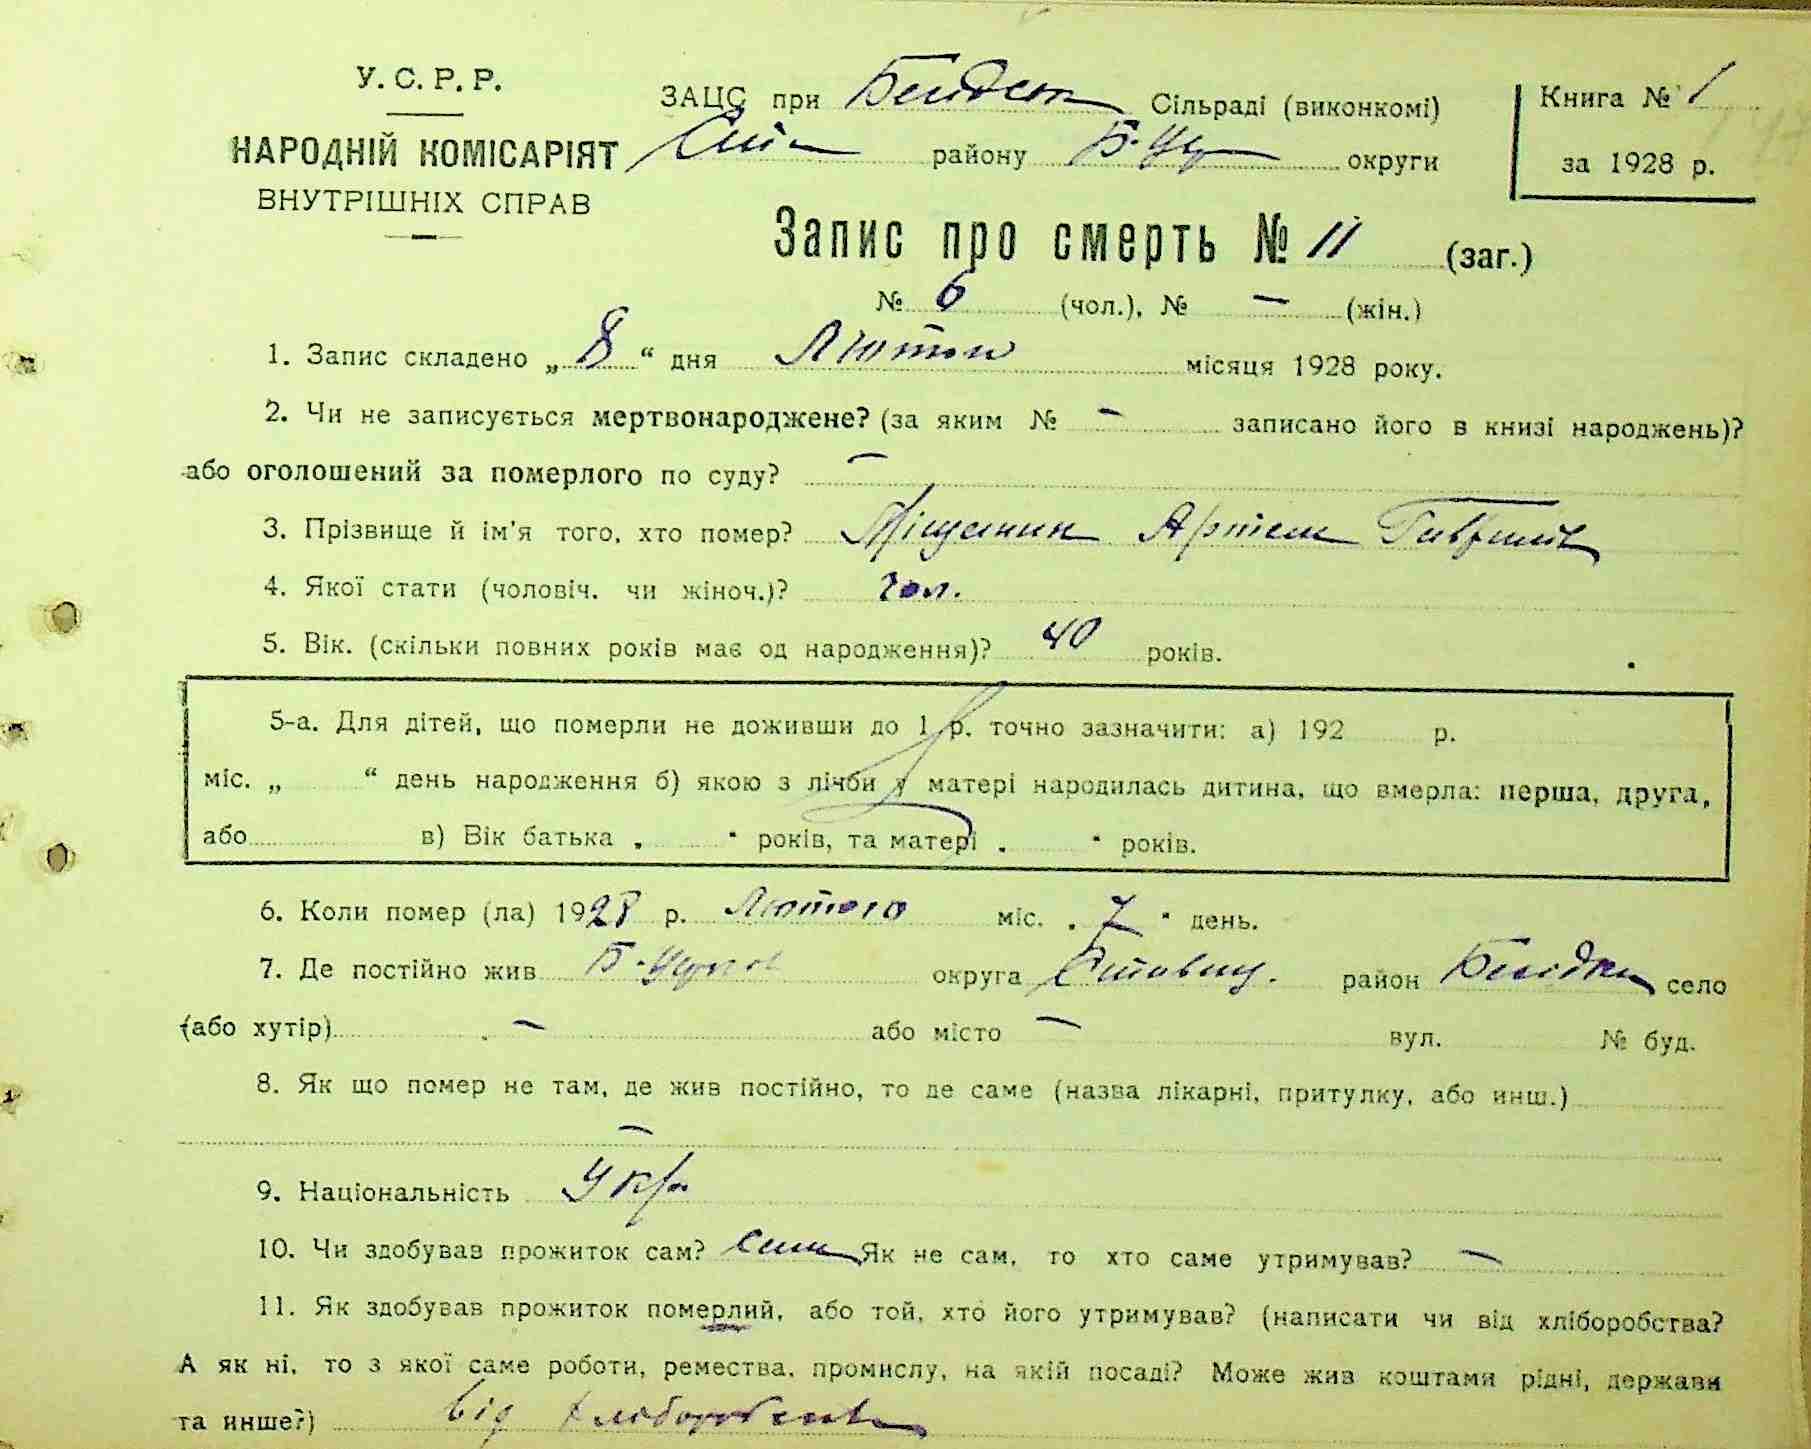 У.С.Р.Р.
НАРОДНІЙ КОМІСАРІЯТ
ВНУТРІШНІХ СПРАВ
ЗАЦС при Сільраді (виконкомі)
району Б-Цер округи
Книга № 1
за 1928 р.
Запис про смерть № 11 (заг.)
№ 6 (чол.), № — (жін.)
1. Запис складено „8“ дня Лютого місяця 1928 року.
2. Чи не записується мертвонароджене? (за яким № — записано його в книзі народжень)?
або оголошений за померлого по суду? —
3. Прізвище й ім'я того, хто помер? Міщенин Артем Гаврилів
4. Якої стати (чоловіч. чи жіноч.)? чол.
5. Вік. (скільки повних років має од народження)? 40 років.
5-а. Для дітей, що померли не доживши до 1 р. точно зазначити: а) 192 р.
міс. „ “ день народження б) якою з лічби у матері народилась дитина, що вмерла: перша, друга,
або в) Вік батька „ “ років, та матері „ “ років.
6. Коли помер (ла) 1928 р. Лютого міс. „7“ день.
7. Де постійно жив Б-Церков округа район село
(або хутір) — або місто — вул. № буд.
8. Як що помер не там, де жив постійно, то де саме (назва лікарні, притулку, або инш.)
—
9. Національність Укр.
10. Чи здобував прожиток сам? сам Як не сам, то хто саме утримував? —
11. Як здобував прожиток померлий, або той, хто його утримував? (написати чи від хліборобства?
А як ні, то з якої саме роботи, ремества, промислу, на якій посаді? Може жив коштами рідні, держави
та инше?) від хліборобства